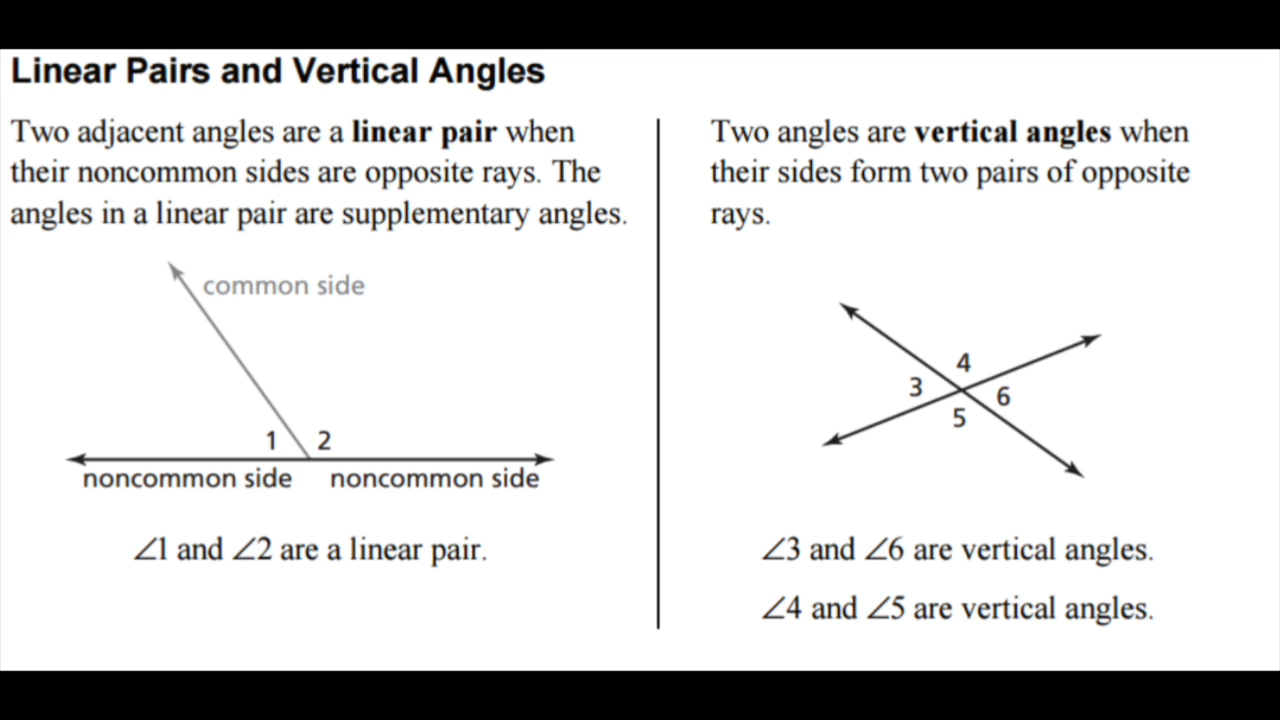 Linear Pairs and Vertical Angles
Two adjacent angles are a linear pair when
their noncommon sides are opposite rays. The
angles in a linear pair are supplementary angles.
common side
1 2
noncommon side noncommon side
∠1 and ∠2 are a linear pair.
Two angles are vertical angles when
their sides form two pairs of opposite
rays.
4
3 6
5
∠3 and ∠6 are vertical angles.
∠4 and ∠5 are vertical angles.